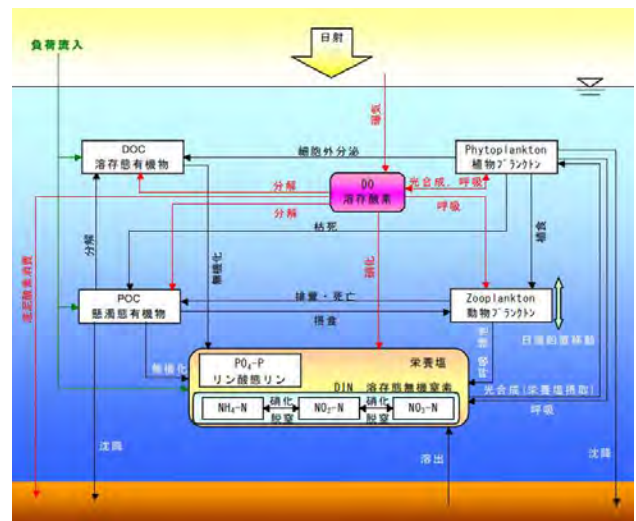 日射
負荷流入
曝気
DOC
溶存態有機物
細胞外分泌
Phytoplankton
植物プランクトン
DO
溶存酸素
分解
光合成，呼吸
分解
呼吸
枯死
捕食
底泥酸素消費
分解
無機化
硝化
POC
懸濁態有機物
排糞・死亡
摂食
Zooplankton
動物プランクトン
日周鉛直移動
無機化
PO4-P
リン酸態リン
栄養塩
呼吸
DIN 溶存態無機窒素
光合成(栄養塩摂取)
呼吸
NH4-N
硝化
脱窒
NO2-N
硝化
脱窒
NO3-N
沈降
溶出
沈降